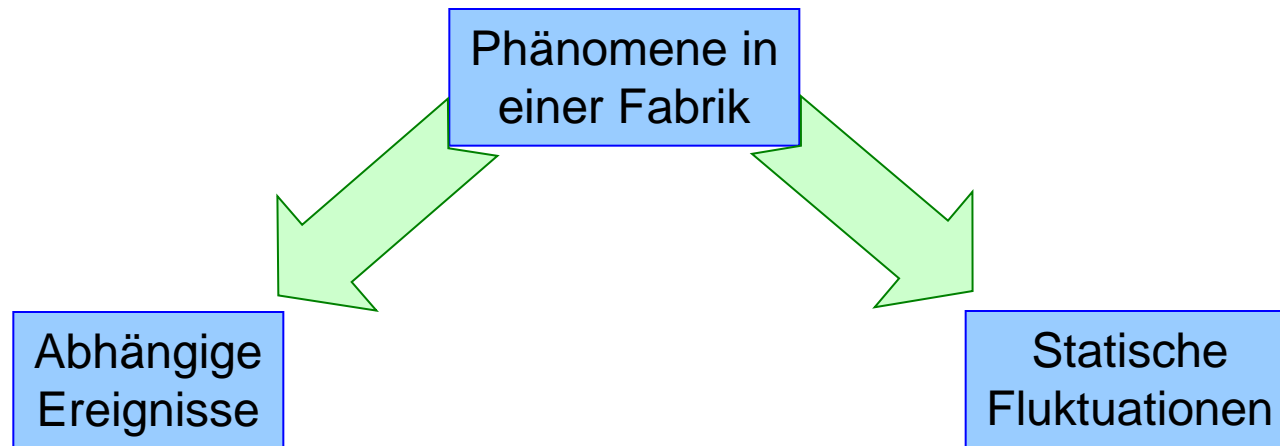 Phänomene in
einer Fabrik
Abhängige
Ereignisse
Statische
Fluktuationen